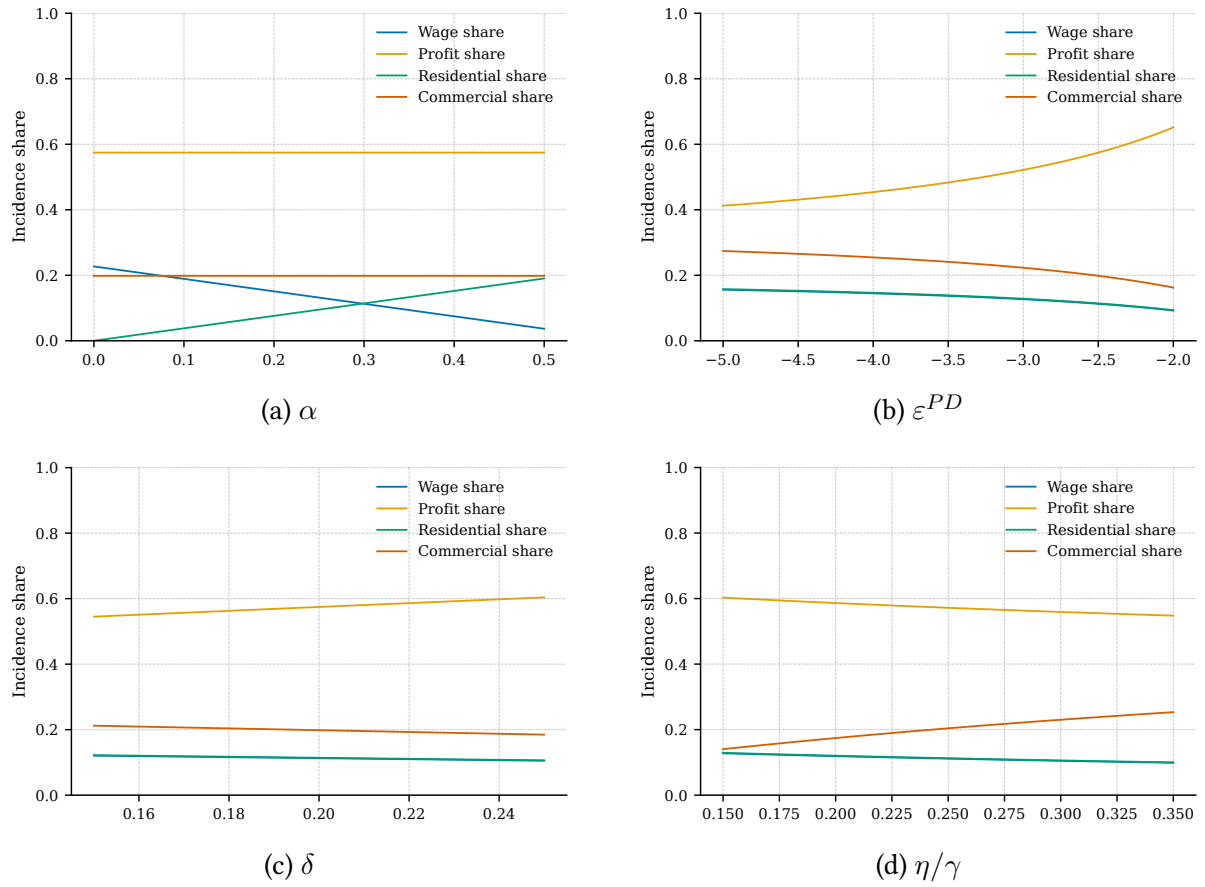 1.0
0.8
0.6
0.4
0.2
0.0
Incidence share
Wage share
Profit share
Residential share
Commercial share
0.0 0.1 0.2 0.3 0.4 0.5
(a) α
1.0
0.8
0.6
0.4
0.2
0.0
Incidence share
Wage share
Profit share
Residential share
Commercial share
−5.0 −4.5 −4.0 −3.5 −3.0 −2.5 −2.0
(b) ε^{PD}
1.0
0.8
0.6
0.4
0.2
0.0
Incidence share
Wage share
Profit share
Residential share
Commercial share
0.16 0.18 0.20 0.22 0.24
(c) δ
1.0
0.8
0.6
0.4
0.2
0.0
Incidence share
Wage share
Profit share
Residential share
Commercial share
0.150 0.175 0.200 0.225 0.250 0.275 0.300 0.325 0.350
(d) η/γ